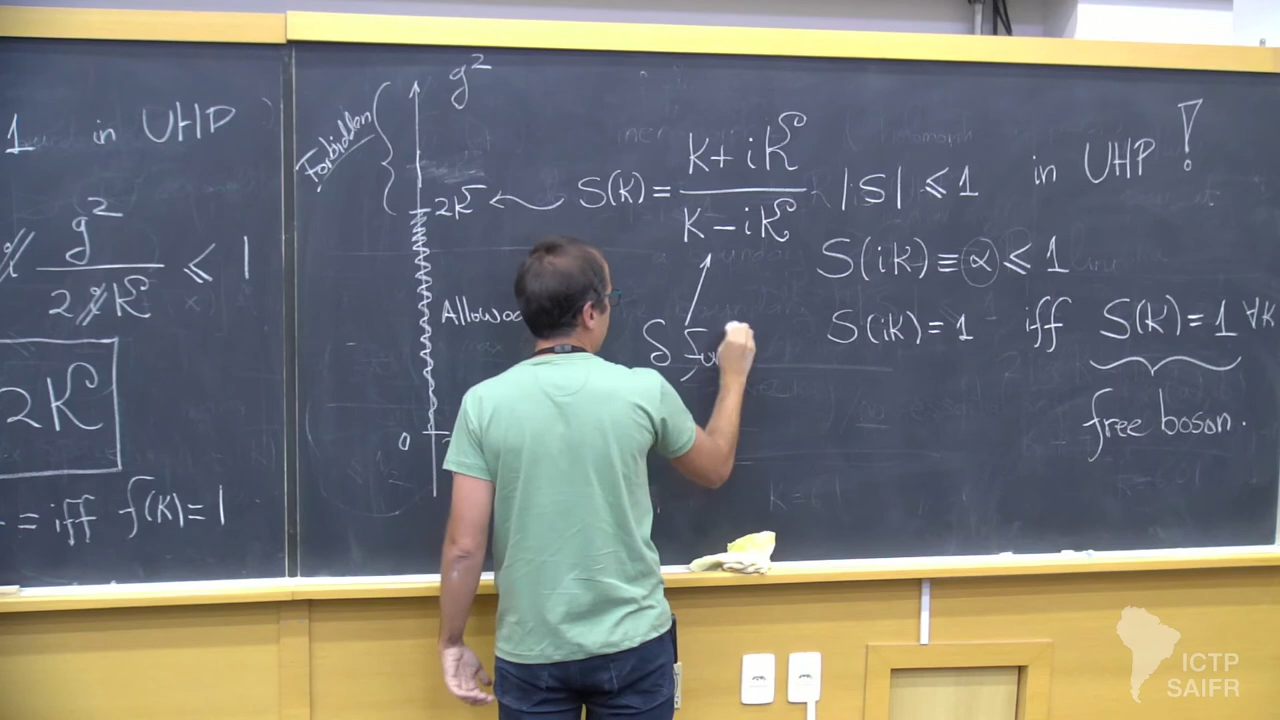 1 in UHP
g² / 2𝒦 ≤ 1
2𝒦
= iff f(k) = 1
Forbidden
g²
2𝒦
Allowed
0
S(k) = k + i𝒦 / k − i𝒦
δ
|S| ≤ 1 in UHP !
S(ik) ≡ α ≤ 1
S(ik) = 1 iff S(k) = 1 ∀k
free boson.
ICTP
SAIFR